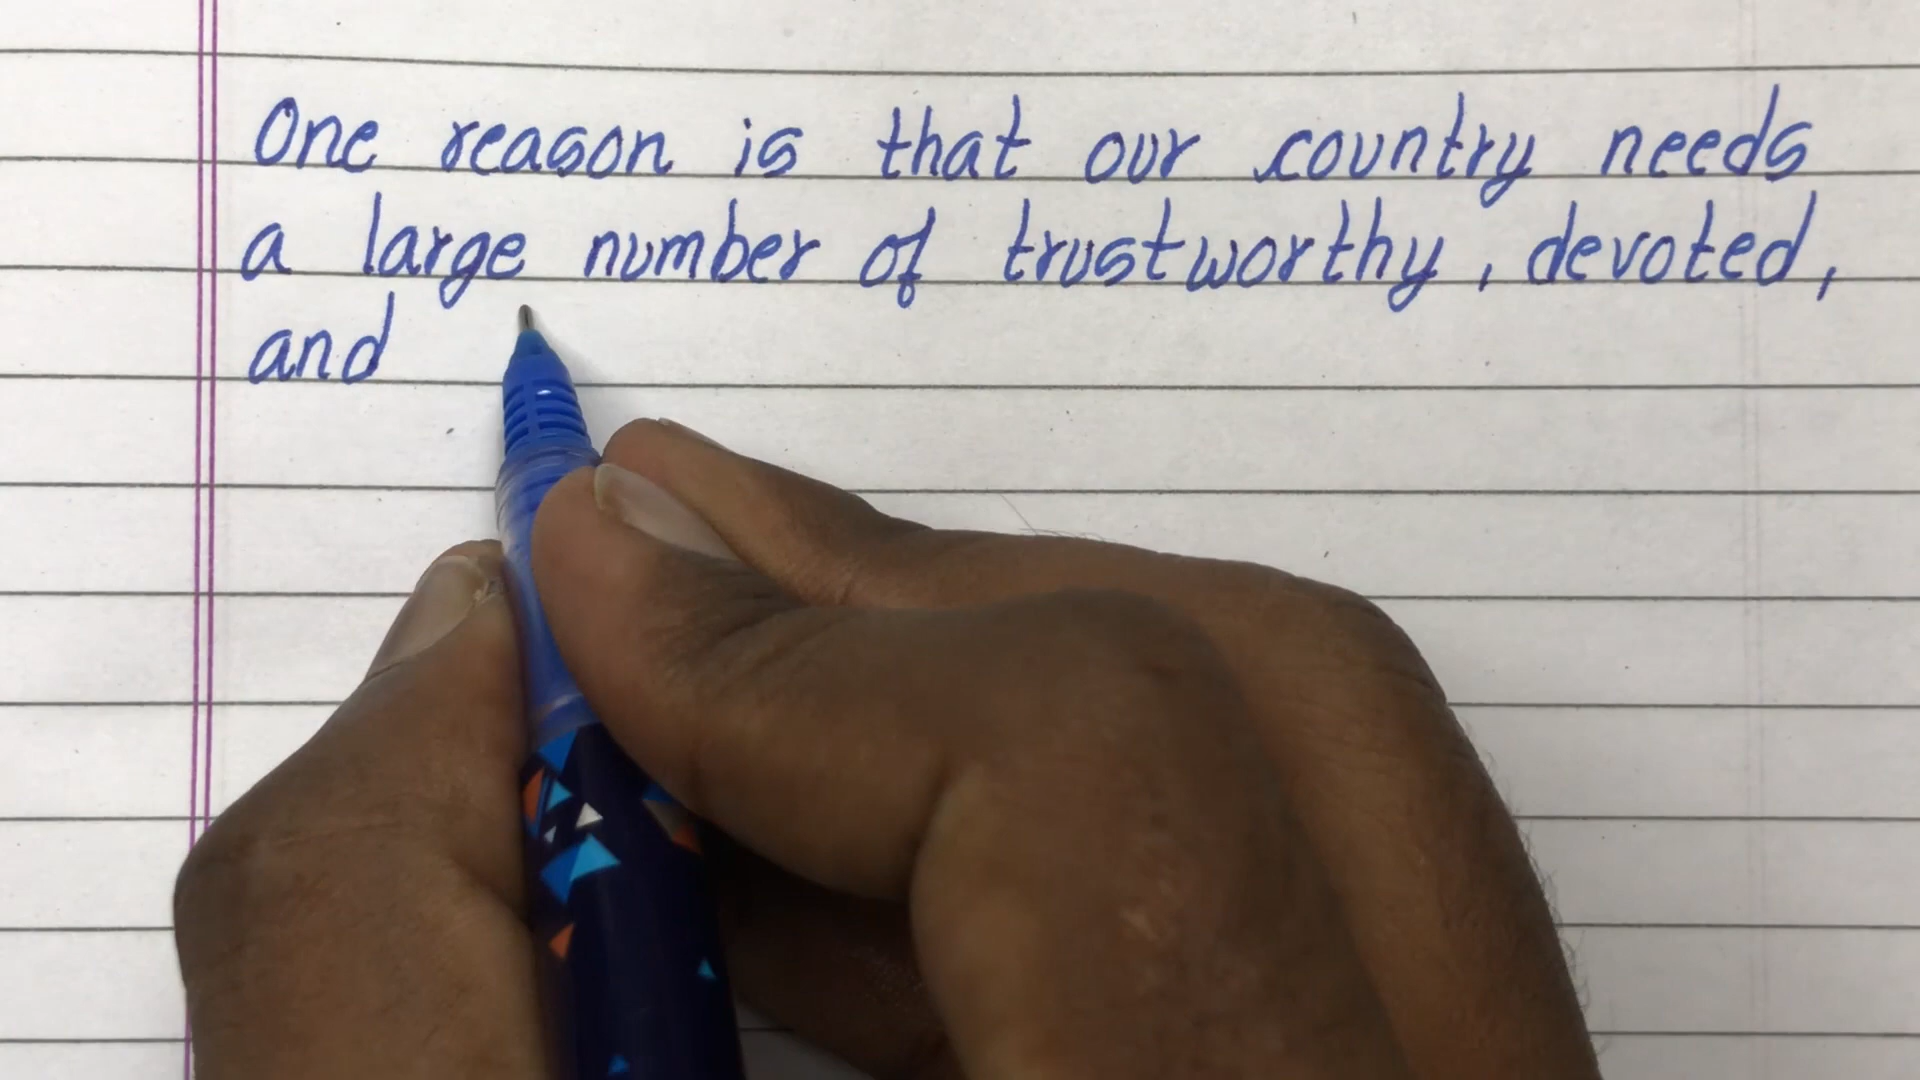 One reason is that our country needs
a large number of trustworthy, devoted,
and